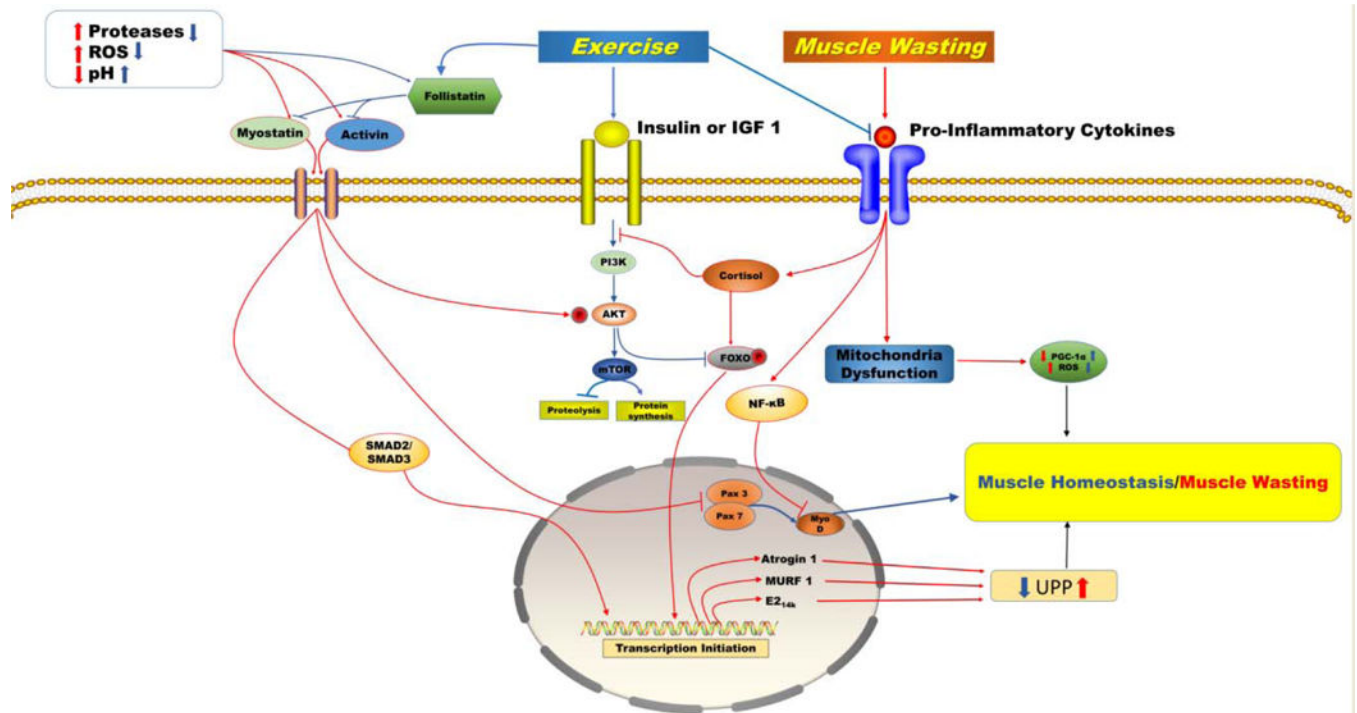 Proteases
ROS
pH
Exercise
Muscle Wasting
Follistatin
Myostatin
Activin
Insulin or IGF 1
Pro-Inflammatory Cytokines
PI3K
Cortisol
AKT
P
FOXO
P
mTOR
Proteolysis
Protein
synthesis
Mitochondria
Dysfunction
PGC-1α
ROS
NF-κB
SMAD2/
SMAD3
Muscle Homeostasis/Muscle Wasting
Pax 3
Pax 7
Myo
D
Atrogin 1
MURF 1
E2₁₄ₖ
UPP
Transcription Initiation